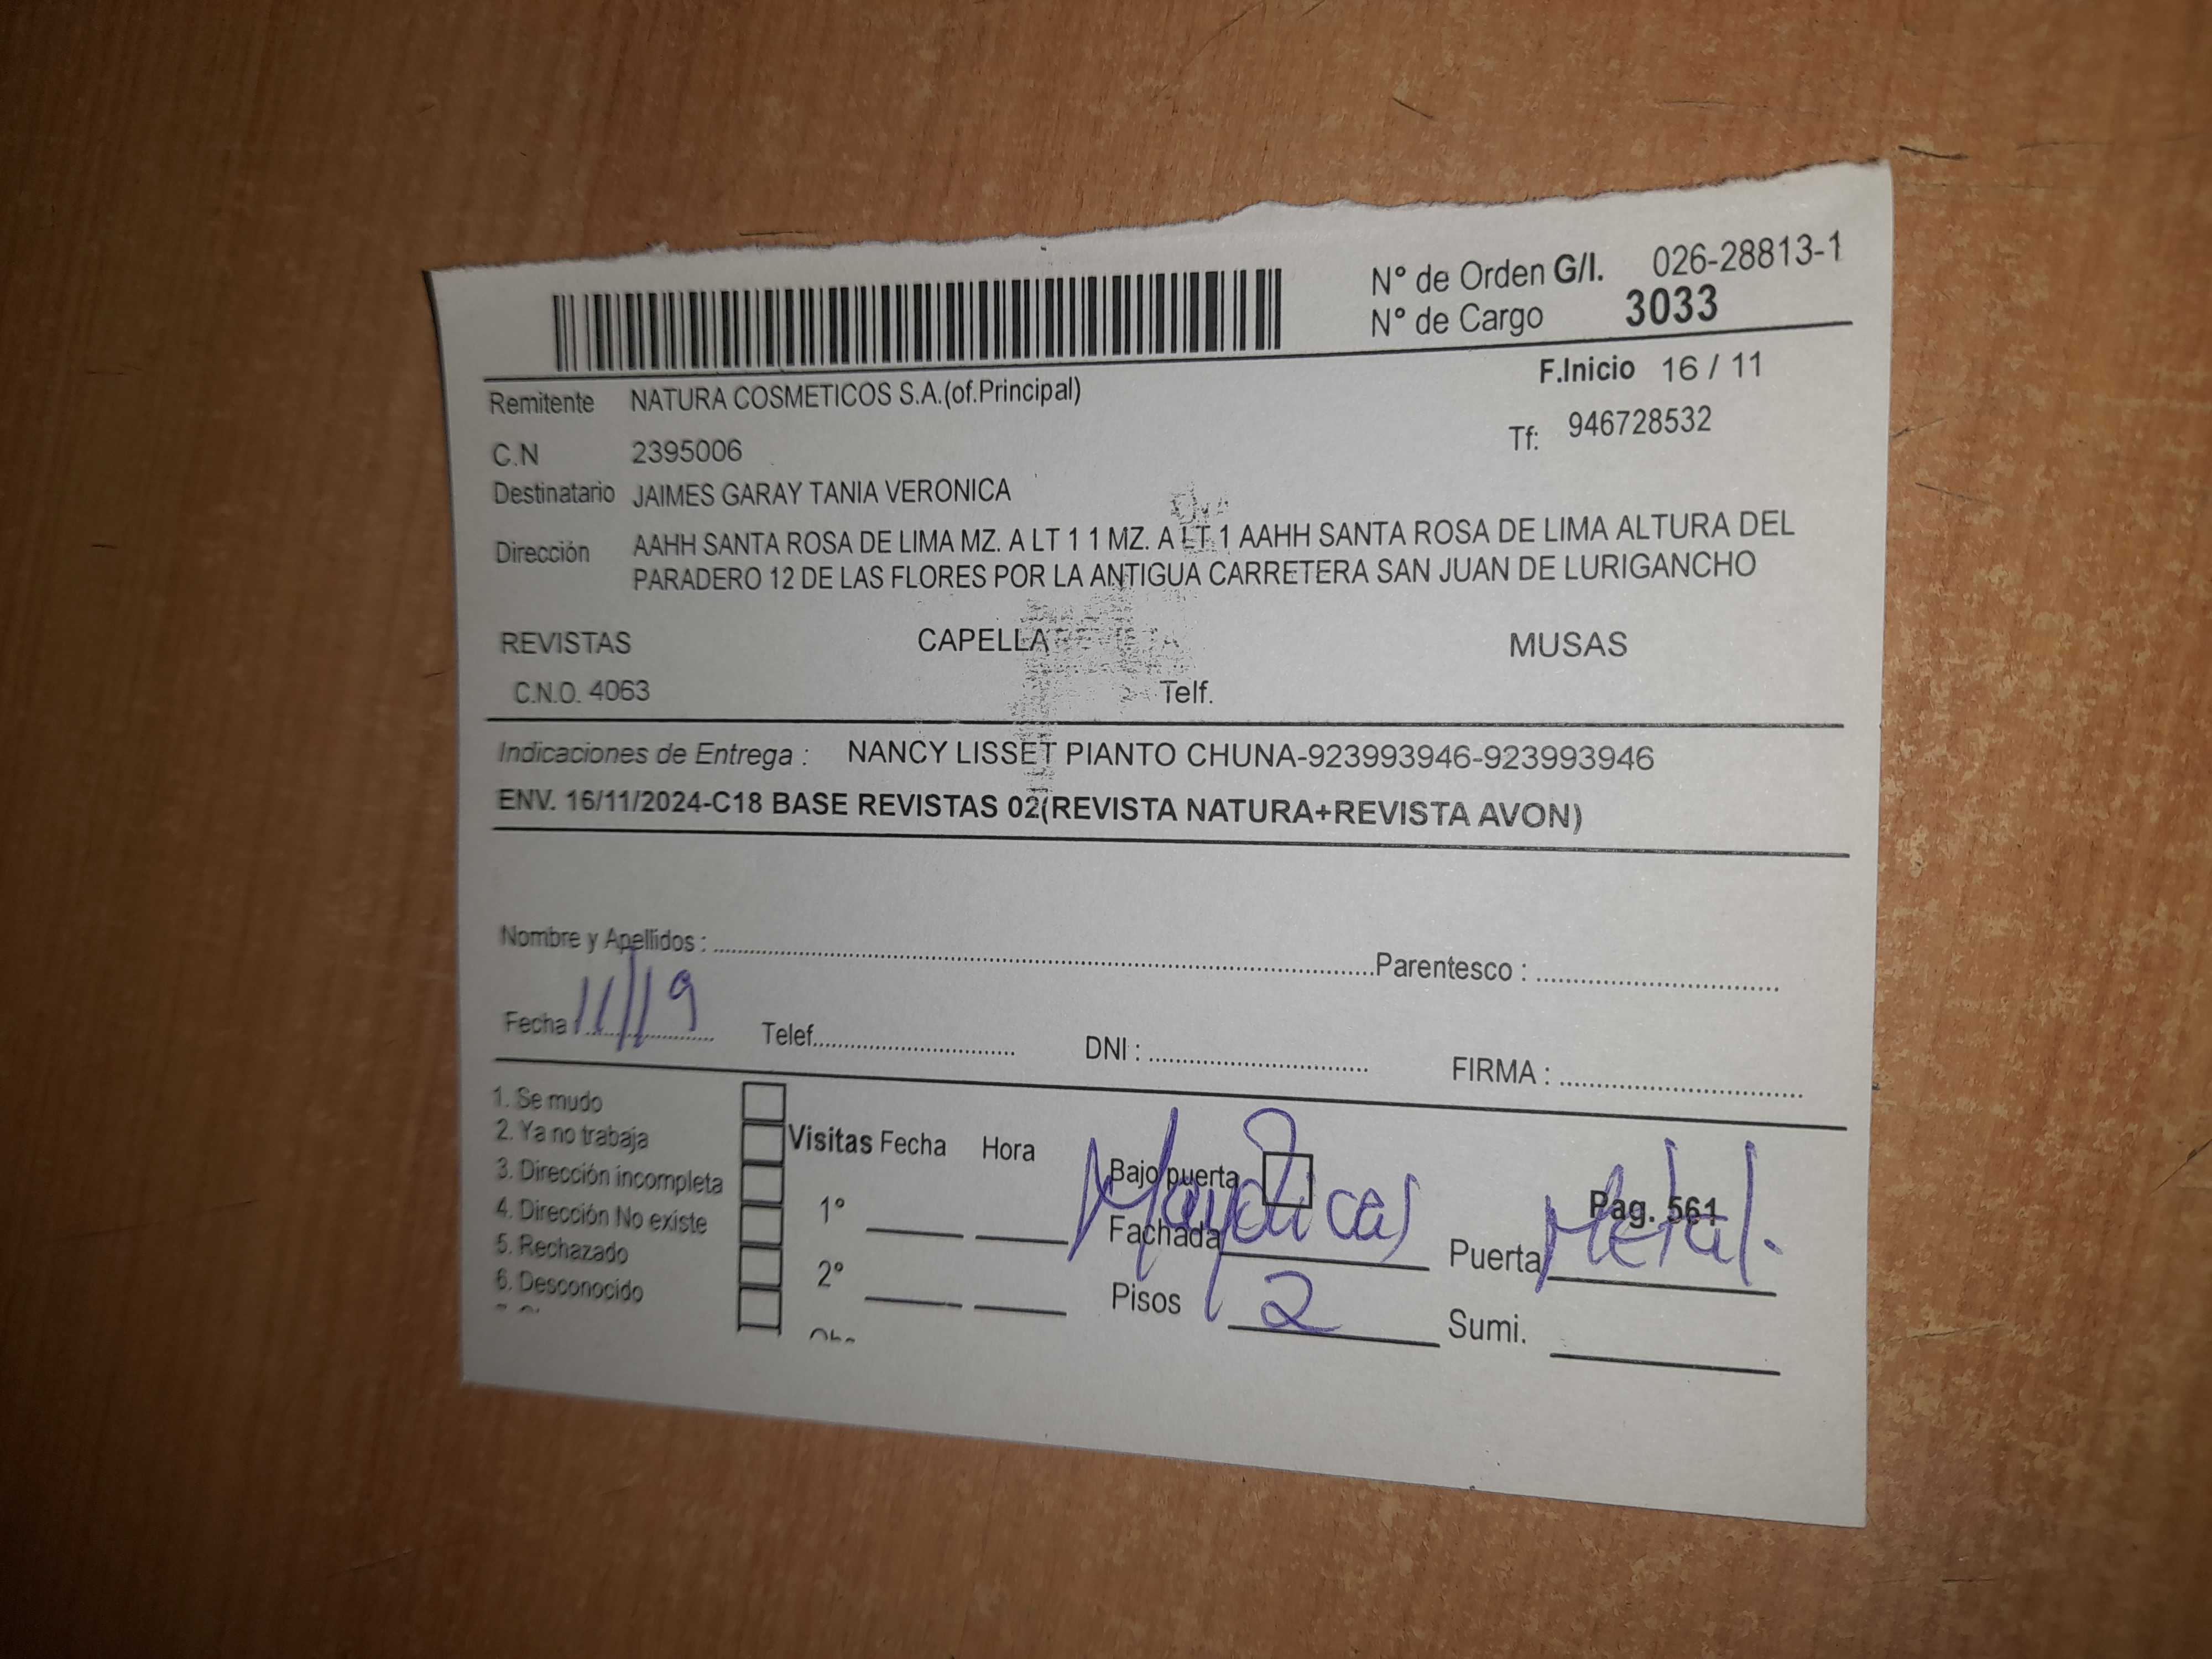 N° de Orden G/I. 026-28813-1
N° de Cargo 3033
F.Inicio 16 / 11
Remitente NATURA COSMETICOS S.A.(of.Principal)
Tf: 946728532
C.N 2395006
Destinatario JAIMES GARAY TANIA VERONICA
Dirección AAHH SANTA ROSA DE LIMA MZ. A LT 1 1 MZ. A LT 1 AAHH SANTA ROSA DE LIMA ALTURA DEL
PARADERO 12 DE LAS FLORES POR LA ANTIGUA CARRETERA SAN JUAN DE LURIGANCHO
REVISTAS CAPELLA MUSAS
C.N.O. 4063 Telf.
Indicaciones de Entrega : NANCY LISSET PIANTO CHUNA-923993946-923993946
ENV. 16/11/2024-C18 BASE REVISTAS 02(REVISTA NATURA+REVISTA AVON)
Nombre y Apellidos : Parentesco :
Fecha : Telef. DNI : FIRMA :
1. Se mudo
2. Ya no trabaja
3. Dirección incompleta
4. Dirección No existe
5. Rechazado
6. Desconocido
Visitas Fecha Hora
1°
2°
Bajo puerta
Pag. 561
Fachada Puerta Metal.
Pisos 2 Sumi.